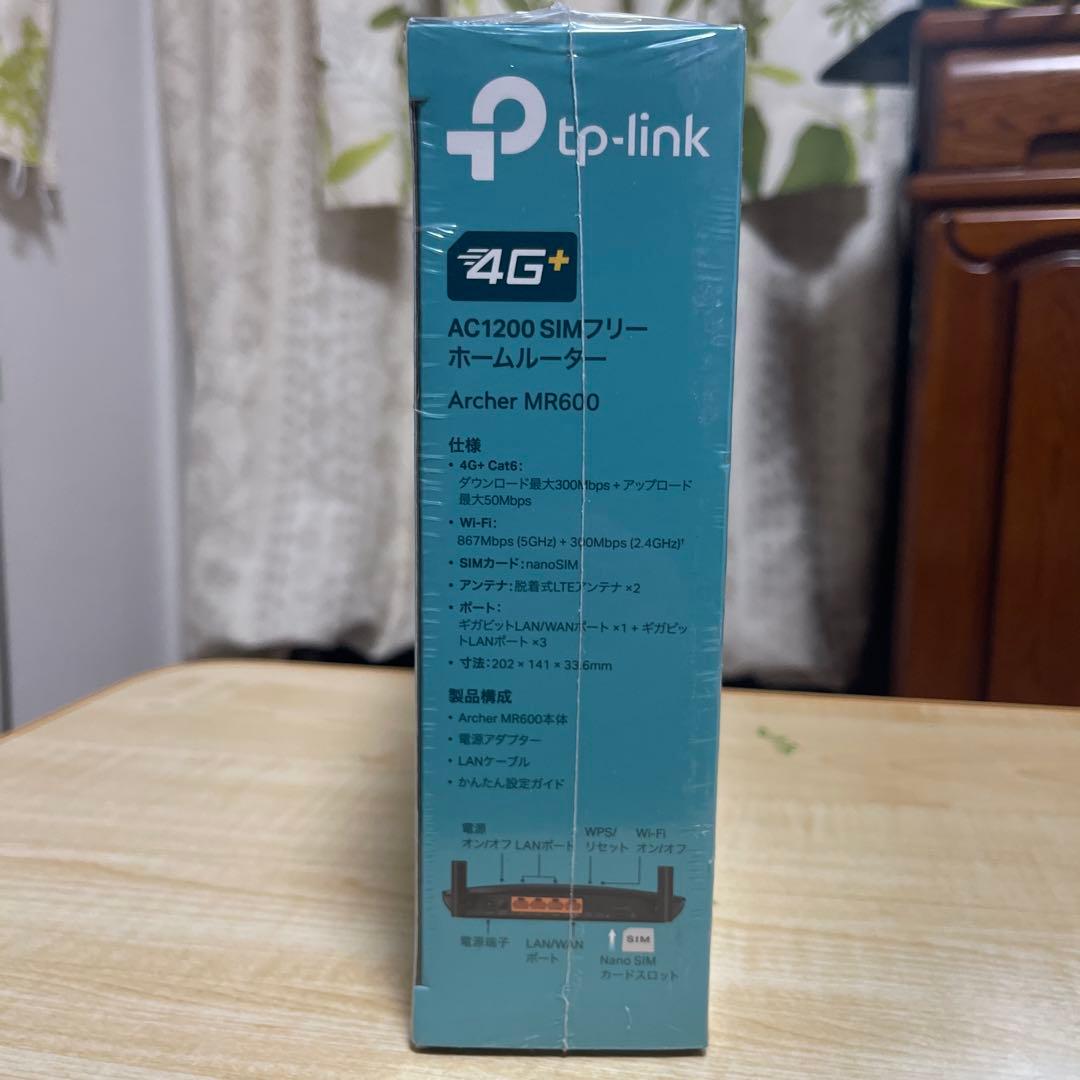 tp-link
4G+
AC1200 SIMフリー
ホームルーター
Archer MR600
仕様
• 4G+ Cat6:
ダウンロード最大300Mbps + アップロード
最大50Mbps
• Wi-Fi:
867Mbps (5GHz) + 300Mbps (2.4GHz)†
• SIMカード:nanoSIM
• アンテナ:脱着式LTEアンテナ ×2
• ポート:
ギガビットLAN/WANポート ×1 + ギガビッ
トLANポート ×3
• 寸法:202 × 141 × 33.6mm
製品構成
• Archer MR600本体
• 電源アダプター
• LANケーブル
• かんたん設定ガイド
電源
オン/オフ
LANポート
WPS/
リセット
Wi-Fi
オン/オフ
電源端子
LAN/WAN
ポート
SIM
Nano SIM
カードスロット